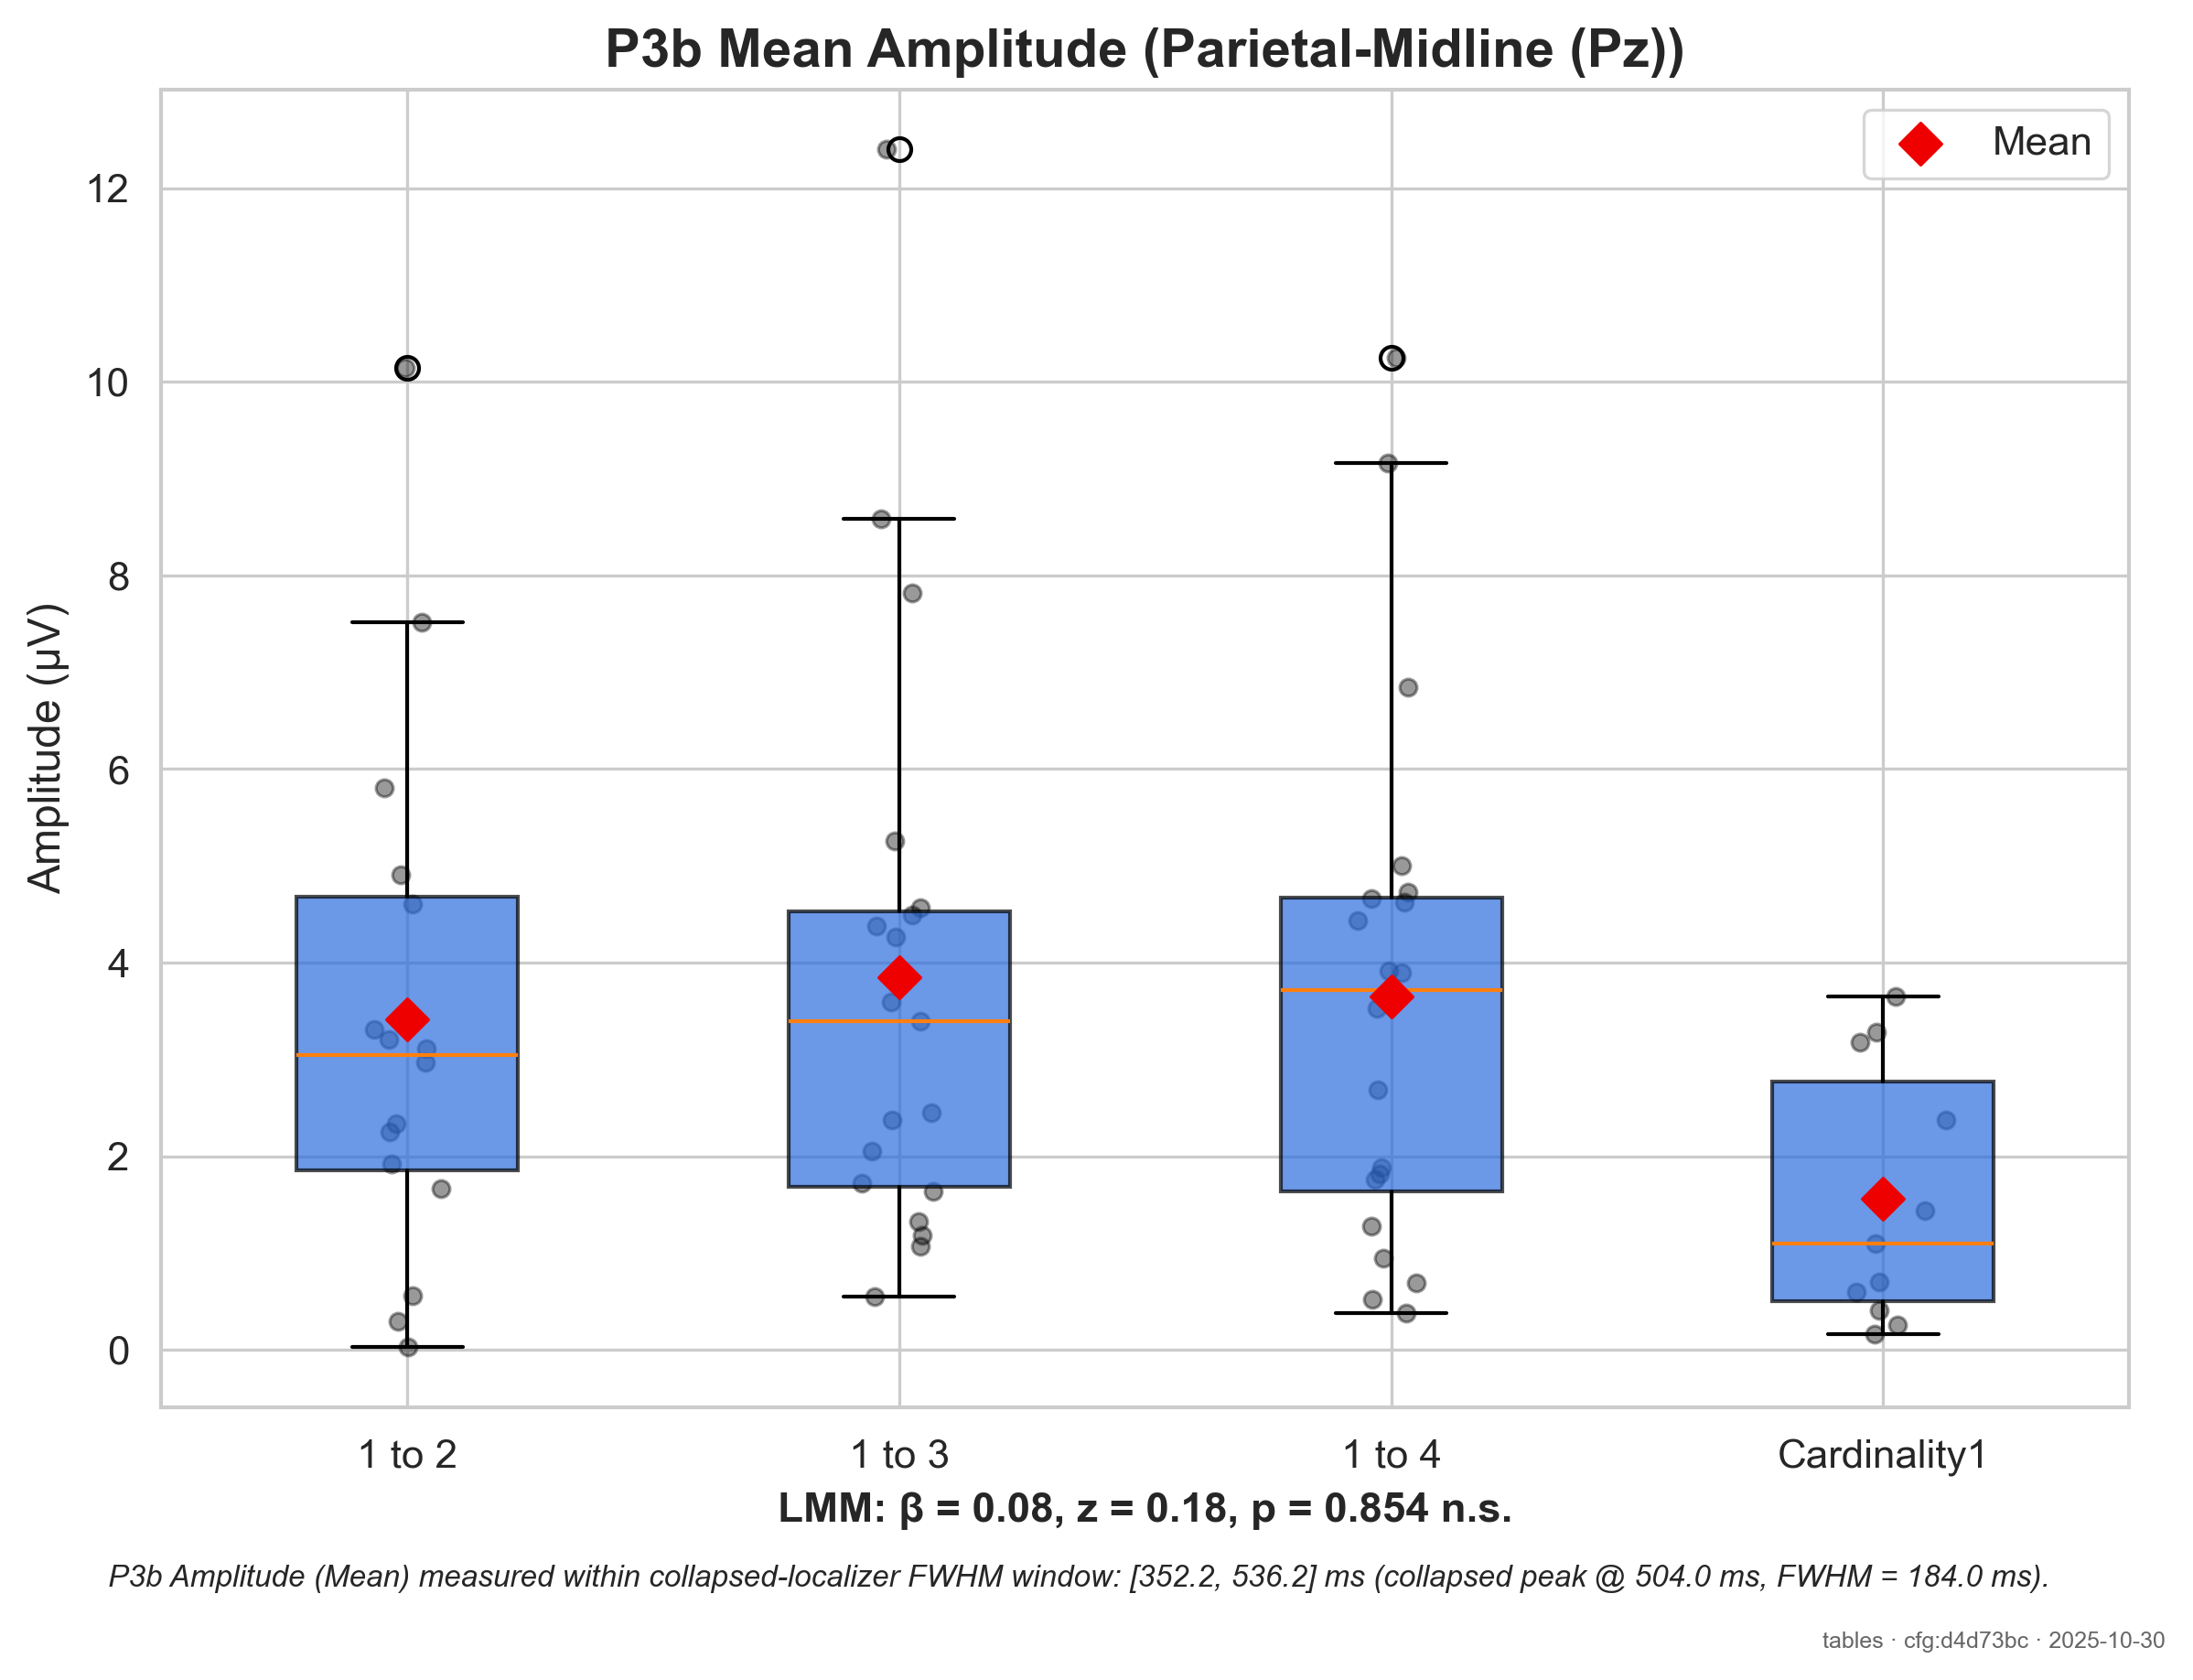 P3b Mean Amplitude (Parietal-Midline (Pz))
Mean
Amplitude (µV)
12
10
8
6
4
2
0
1 to 2 1 to 3 1 to 4 Cardinality1
LMM: β = 0.08, z = 0.18, p = 0.854 n.s.
P3b Amplitude (Mean) measured within collapsed-localizer FWHM window: [352.2, 536.2] ms (collapsed peak @ 504.0 ms, FWHM = 184.0 ms).
tables · cfg:d4d73bc · 2025-10-30